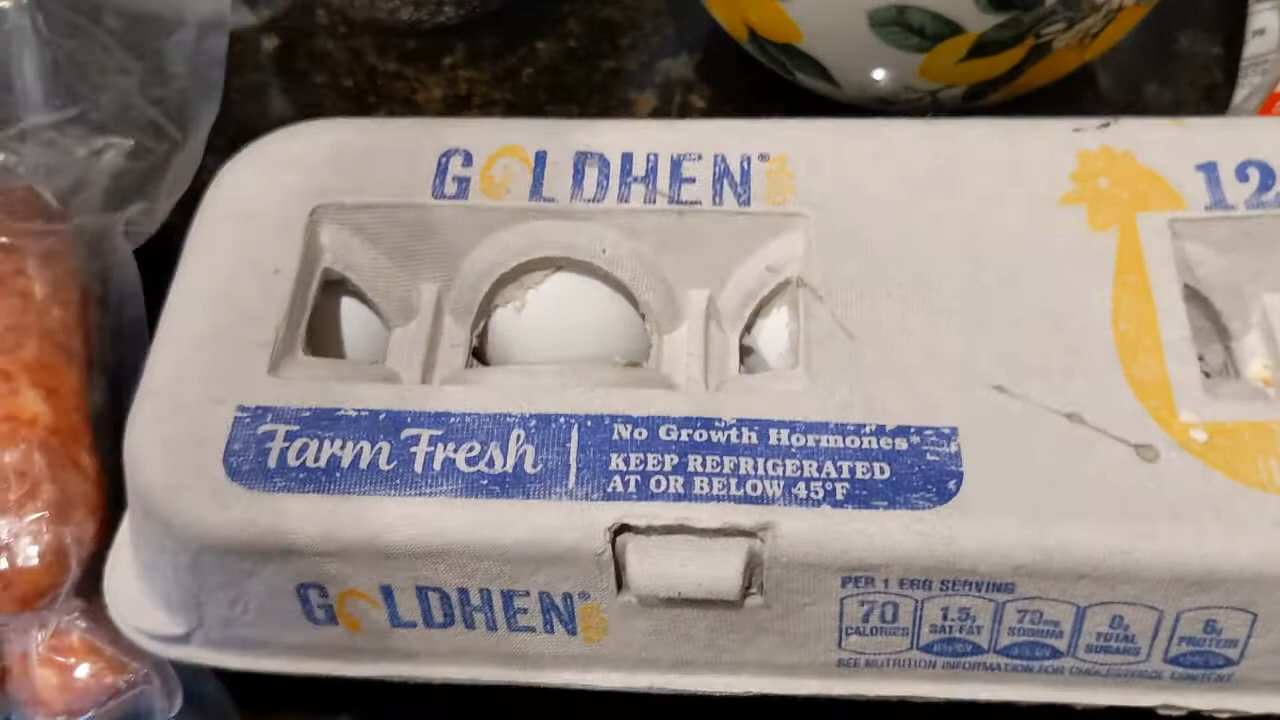 GOLDHEN®
12
Farm Fresh
No Growth Hormones*
KEEP REFRIGERATED
AT OR BELOW 45°F
GOLDHEN®
PER 1 EGG SERVING
70 CALORIES
1.5g SAT FAT
70mg SODIUM
0g TOTAL SUGARS
6g PROTEIN
SEE NUTRITION INFORMATION FOR CHOLESTEROL CONTENT